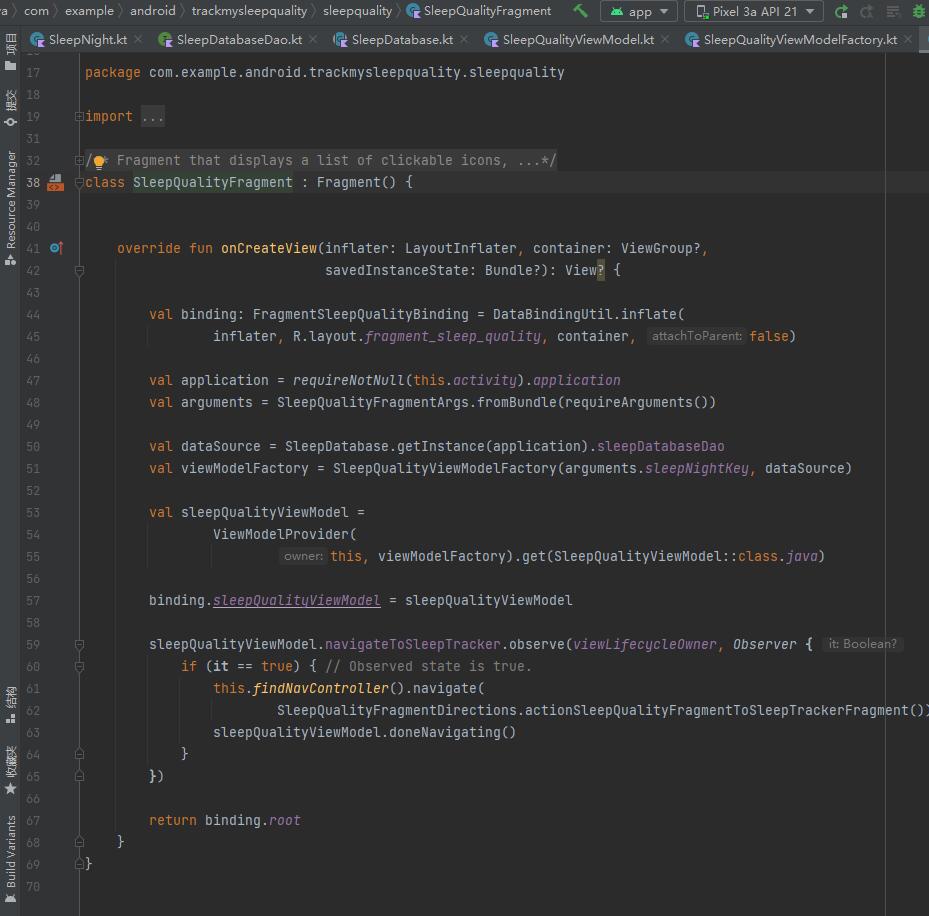 a com example android trackmysleepquality sleepquality SleepQualityFragment app Pixel 3a API 21
SleepNight.kt SleepDatabaseDao.kt SleepDatabase.kt SleepQualityViewModel.kt SleepQualityViewModelFactory.kt
项目
提交
Resource Manager
结构
收藏夹
Build Variants
17 package com.example.android.trackmysleepquality.sleepquality
18
19 import ...
31
32 /** Fragment that displays a list of clickable icons, ...*/
38 class SleepQualityFragment : Fragment() {
39
40
41 override fun onCreateView(inflater: LayoutInflater, container: ViewGroup?,
42 savedInstanceState: Bundle?): View? {
43
44 val binding: FragmentSleepQualityBinding = DataBindingUtil.inflate(
45 inflater, R.layout.fragment_sleep_quality, container, attachToParent: false)
46
47 val application = requireNotNull(this.activity).application
48 val arguments = SleepQualityFragmentArgs.fromBundle(requireArguments())
49
50 val dataSource = SleepDatabase.getInstance(application).sleepDatabaseDao
51 val viewModelFactory = SleepQualityViewModelFactory(arguments.sleepNightKey, dataSource)
52
53 val sleepQualityViewModel =
54 ViewModelProvider(
55 owner: this, viewModelFactory).get(SleepQualityViewModel::class.java)
56
57 binding.sleepQualityViewModel = sleepQualityViewModel
58
59 sleepQualityViewModel.navigateToSleepTracker.observe(viewLifecycleOwner, Observer { it: Boolean?
60 if (it == true) { // Observed state is true.
61 this.findNavController().navigate(
62 SleepQualityFragmentDirections.actionSleepQualityFragmentToSleepTrackerFragment())
63 sleepQualityViewModel.doneNavigating()
64 }
65 })
66
67 return binding.root
68 }
69 }
70